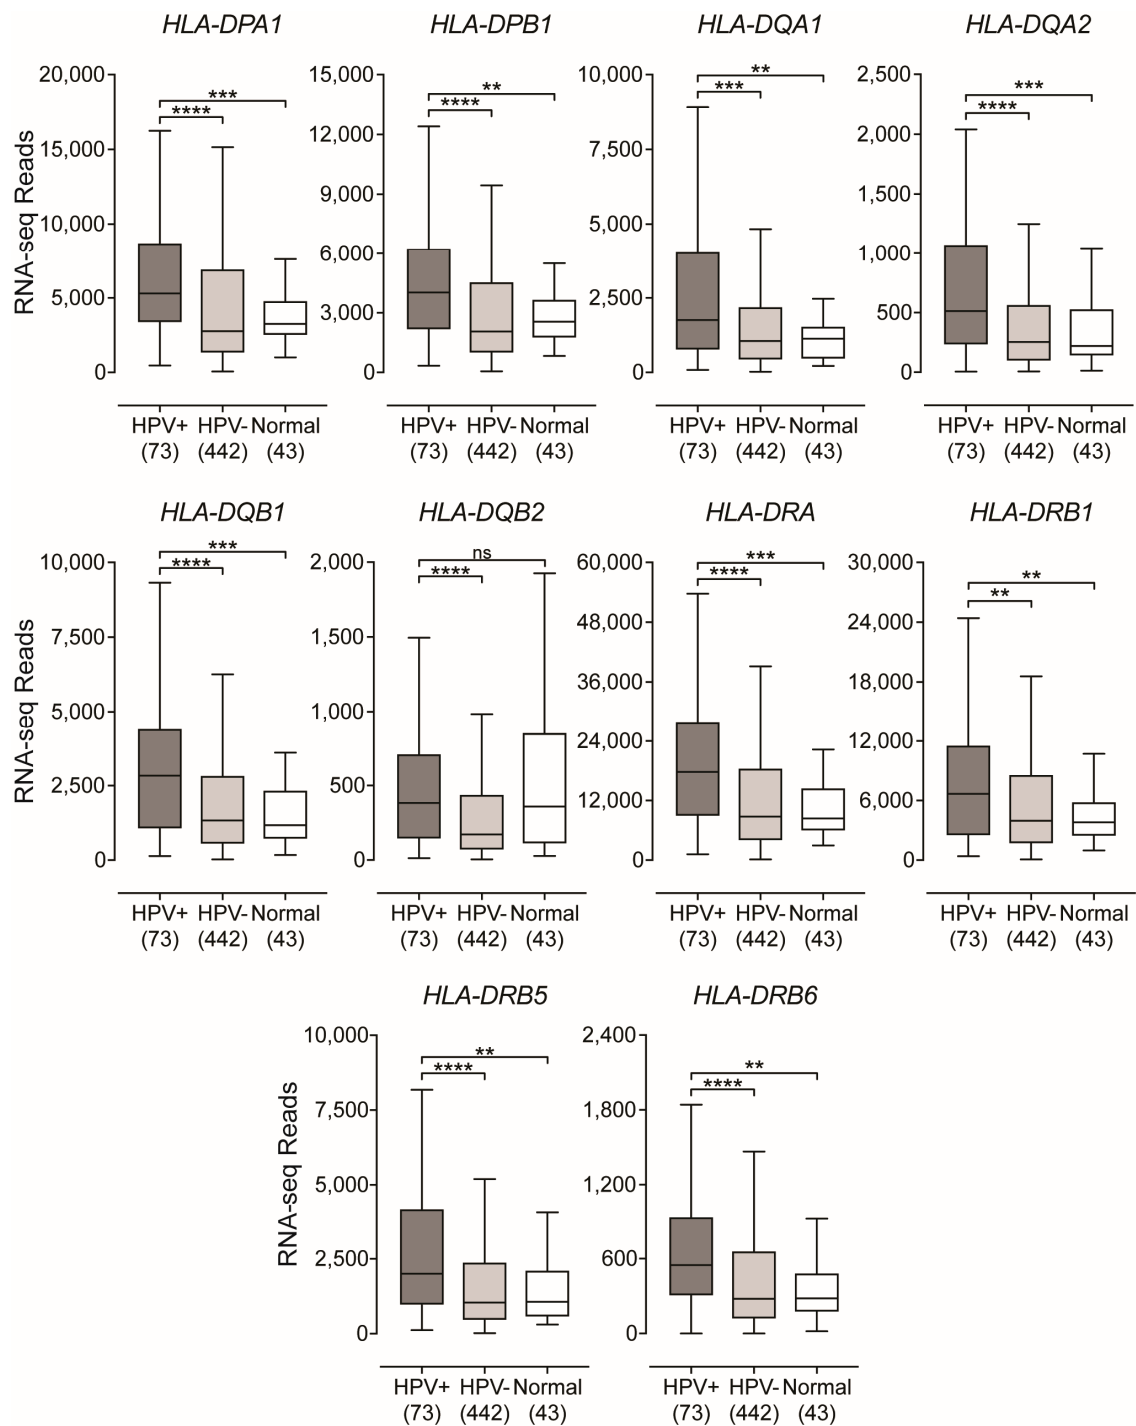 HLA-DPA1 HLA-DPB1 HLA-DQA1 HLA-DQA2
RNA-seq Reads
20,000
15,000
10,000
5,000
0
***
****
HPV+ HPV- Normal
(73) (442) (43)
15,000
12,000
9,000
6,000
3,000
0
**
****
HPV+ HPV- Normal
(73) (442) (43)
10,000
7,500
5,000
2,500
0
**
***
HPV+ HPV- Normal
(73) (442) (43)
2,500
2,000
1,500
1,000
500
0
***
****
HPV+ HPV- Normal
(73) (442) (43)
HLA-DQB1 HLA-DQB2 HLA-DRA HLA-DRB1
RNA-seq Reads
10,000
7,500
5,000
2,500
0
***
****
HPV+ HPV- Normal
(73) (442) (43)
2,000
1,500
1,000
500
0
ns
****
HPV+ HPV- Normal
(73) (442) (43)
60,000
48,000
36,000
24,000
12,000
0
***
****
HPV+ HPV- Normal
(73) (442) (43)
30,000
24,000
18,000
12,000
6,000
0
**
**
HPV+ HPV- Normal
(73) (442) (43)
HLA-DRB5 HLA-DRB6
RNA-seq Reads
10,000
7,500
5,000
2,500
0
**
****
HPV+ HPV- Normal
(73) (442) (43)
2,400
1,800
1,200
600
0
**
****
HPV+ HPV- Normal
(73) (442) (43)